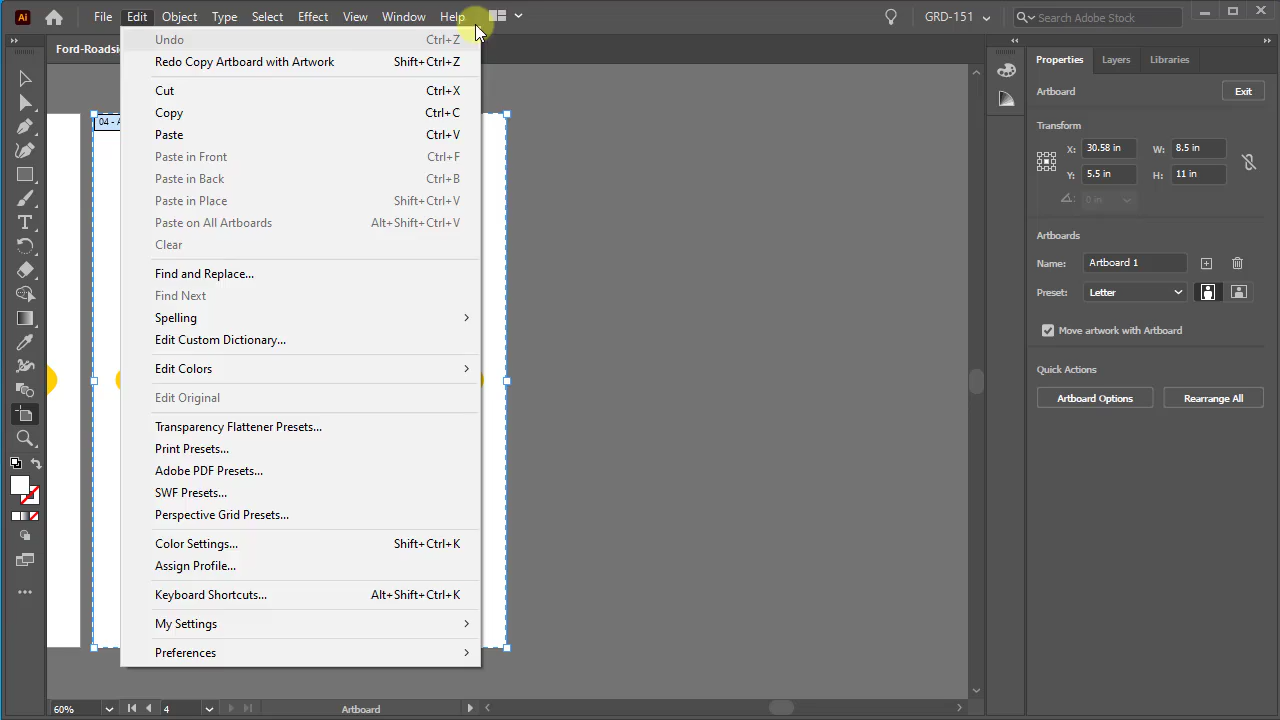 Ai File Edit Object Type Select Effect View Window Help GRD-151 Search Adobe Stock
Ford-Roadsi
04 - A
Undo Ctrl+Z
Redo Copy Artboard with Artwork Shift+Ctrl+Z
Cut Ctrl+X
Copy Ctrl+C
Paste Ctrl+V
Paste in Front Ctrl+F
Paste in Back Ctrl+B
Paste in Place Shift+Ctrl+V
Paste on All Artboards Alt+Shift+Ctrl+V
Clear
Find and Replace...
Find Next
Spelling
Edit Custom Dictionary...
Edit Colors
Edit Original
Transparency Flattener Presets...
Print Presets...
Adobe PDF Presets...
SWF Presets...
Perspective Grid Presets...
Color Settings... Shift+Ctrl+K
Assign Profile...
Keyboard Shortcuts... Alt+Shift+Ctrl+K
My Settings
Preferences
Properties Layers Libraries
Artboard Exit
Transform
X: 30.58 in W: 8.5 in
Y: 5.5 in H: 11 in
0 in
Artboards
Name: Artboard 1
Preset: Letter
Move artwork with Artboard
Quick Actions
Artboard Options Rearrange All
60% 4 Artboard